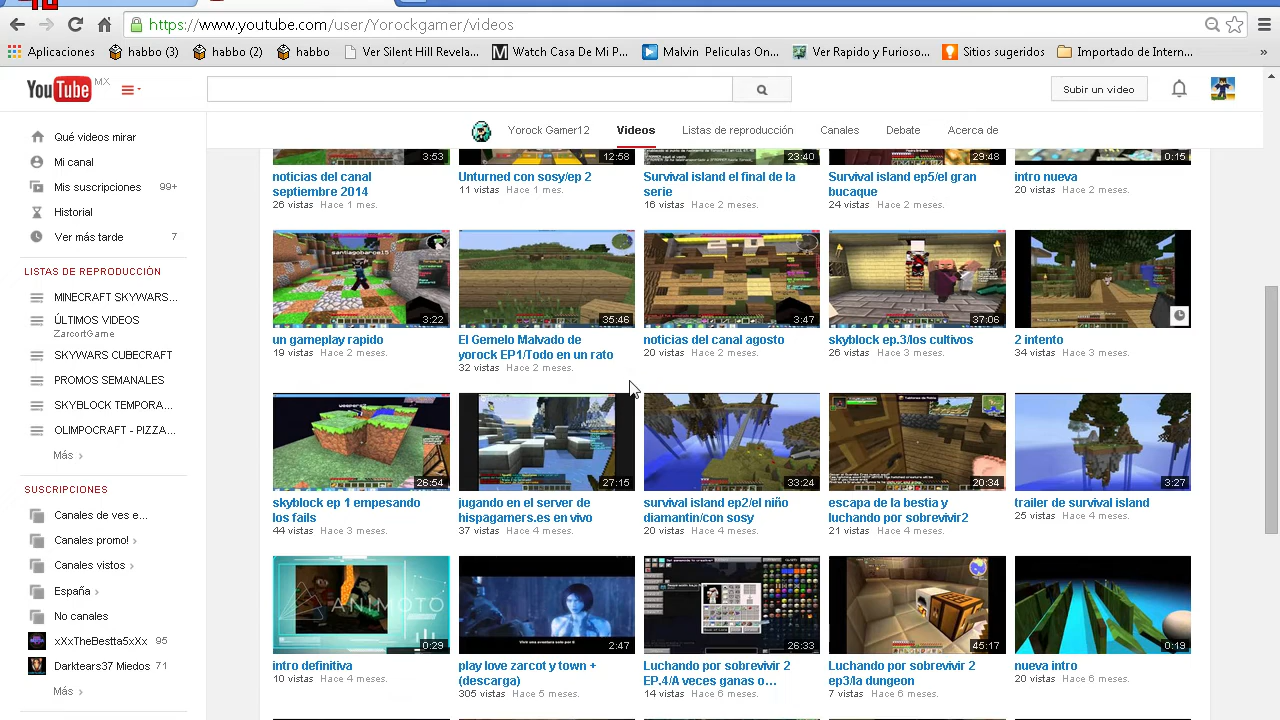 https://www.youtube.com/user/Yorockgamer/videos
Aplicaciones habbo (3) habbo (2) habbo Ver Silent Hill Revela... Watch Casa De Mi P... Malvin Peliculas On... Ver Rapido y Furioso... Sitios sugeridos Importado de Intern... »
YouTube MX
Subir un video
Yorock Gamer12 Videos Listas de reproducción Canales Debate Acerca de
Qué videos mirar
Mi canal
Mis suscripciones 99+
Historial
Ver más tarde 7
LISTAS DE REPRODUCCIÓN
MINECRAFT SKYWARS...
ÚLTIMOS VIDEOS
ZarcortGame
SKYWARS CUBECRAFT
PROMOS SEMANALES
SKYBLOCK TEMPORA...
OLIMPOCRAFT - PIZZA...
Más ›
SUSCRIPCIONES
Canales de ves e...
Canales promo! ›
XxXTheBestia5xXx 95
Darktears37 Miedos 71
Más ›
3:53 12:58 23:40 29:48 0:15
noticias del canal
septiembre 2014
26 vistas Hace 1 mes.
Unturned con sosy/ep 2
11 vistas Hace 1 mes.
Survival island el final de la
serie
16 vistas Hace 2 meses.
Survival island ep5/el gran
bucaque
24 vistas Hace 2 meses.
intro nueva
20 vistas Hace 2 meses.
santiagobarce15
3:22 35:46 3:47 37:06
un gameplay rapido
19 vistas Hace 2 meses.
El Gemelo Malvado de
yorock EP1/Todo en un rato
32 vistas Hace 2 meses.
noticias del canal agosto
20 vistas Hace 2 meses.
skyblock ep.3/los cultivos
26 vistas Hace 3 meses.
2 intento
34 vistas Hace 3 meses.
26:54 27:15 33:24 20:34 3:27
skyblock ep 1 empesando
los fails
44 vistas Hace 3 meses.
jugando en el server de
hispagamers.es en vivo
37 vistas Hace 4 meses.
survival island ep2/el niño
diamantin/con sosy
20 vistas Hace 4 meses.
escapa de la bestia y
luchando por sobrevivir2
21 vistas Hace 4 meses.
trailer de survival island
25 vistas Hace 4 meses.
ANIMOTO
0:29 2:47 26:33 45:17 0:19
intro definitiva
10 vistas Hace 4 meses.
play love zarcot y town +
(descarga)
305 vistas Hace 5 meses.
Luchando por sobrevivir 2
EP.4/A veces ganas o…
14 vistas Hace 6 meses.
Luchando por sobrevivir 2
ep3/la dungeon
7 vistas Hace 6 meses.
nueva intro
20 vistas Hace 6 meses.